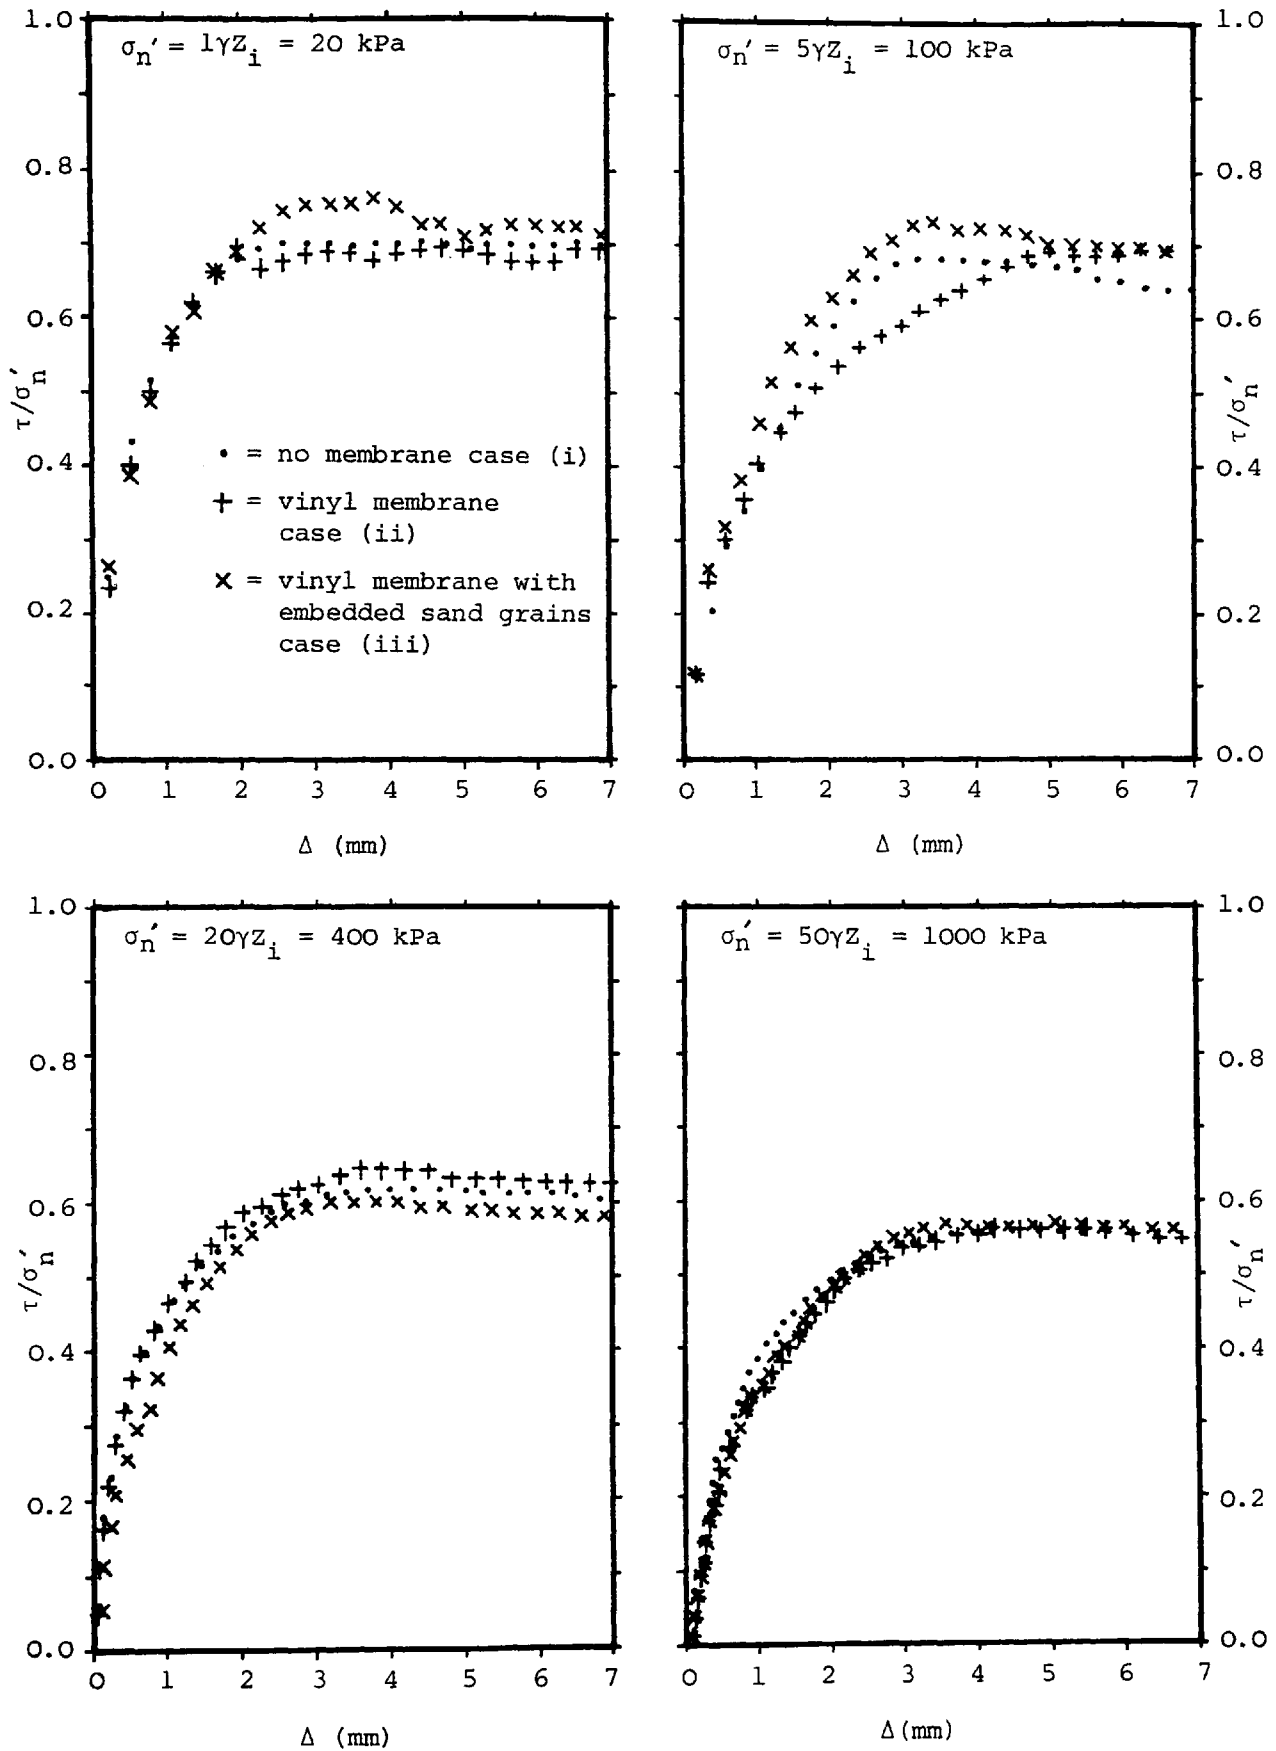 1.0
σn′ = 1γZi = 20 kPa
0.8
0.6
τ/σn′
0.4
• = no membrane case (i)
+ = vinyl membrane
case (ii)
× = vinyl membrane with
embedded sand grains
case (iii)
0.2
0.0
0 1 2 3 4 5 6 7
Δ (mm)
σn′ = 5γZi = 100 kPa
1.0
0.8
0.6
τ/σn′
0.4
0.2
0.0
0 1 2 3 4 5 6 7
Δ (mm)
1.0
σn′ = 20γZi = 400 kPa
0.8
0.6
τ/σn′
0.4
0.2
0.0
0 1 2 3 4 5 6 7
Δ (mm)
σn′ = 50γZi = 1000 kPa
1.0
0.8
0.6
τ/σn′
0.4
0.2
0.0
0 1 2 3 4 5 6 7
Δ (mm)